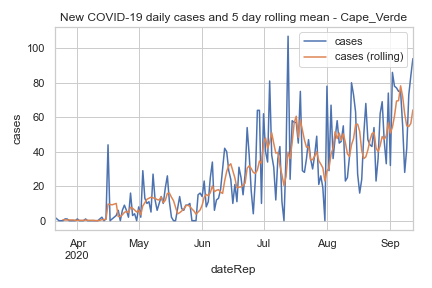 New COVID-19 daily cases and 5 day rolling mean - Cape_Verde
cases
cases (rolling)
cases
100
80
60
40
20
0
Apr May Jun Jul Aug Sep
2020
dateRep